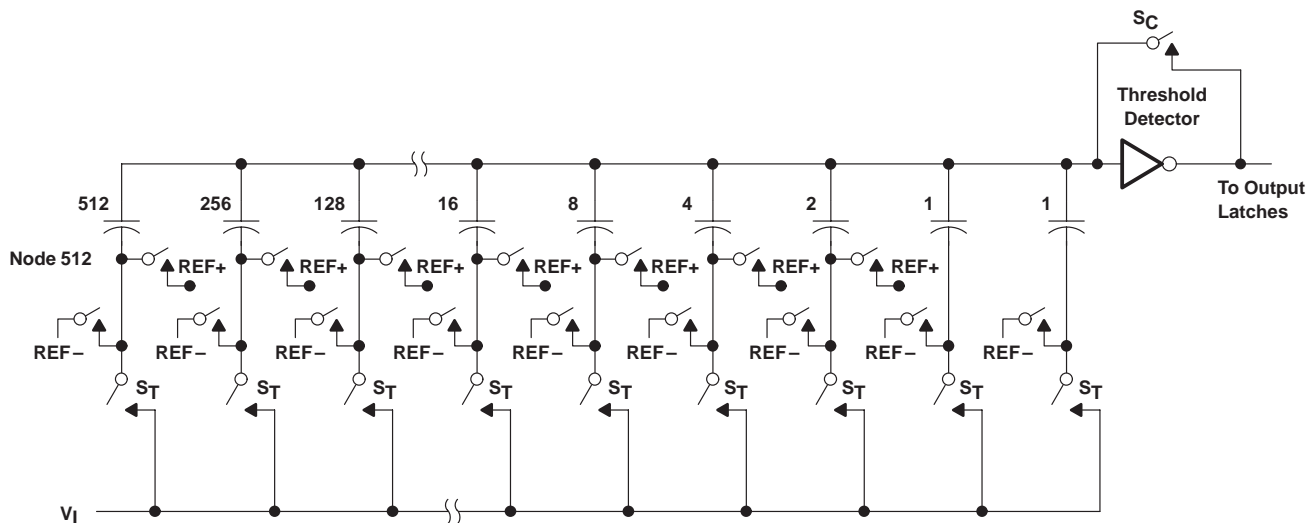 SC
Threshold
Detector
To Output
Latches
512 256 128 16 8 4 2 1 1
Node 512
REF+ REF+ REF+ REF+ REF+ REF+ REF+
REF– REF– REF– REF– REF– REF– REF– REF– REF–
ST ST ST ST ST ST ST ST ST
VI